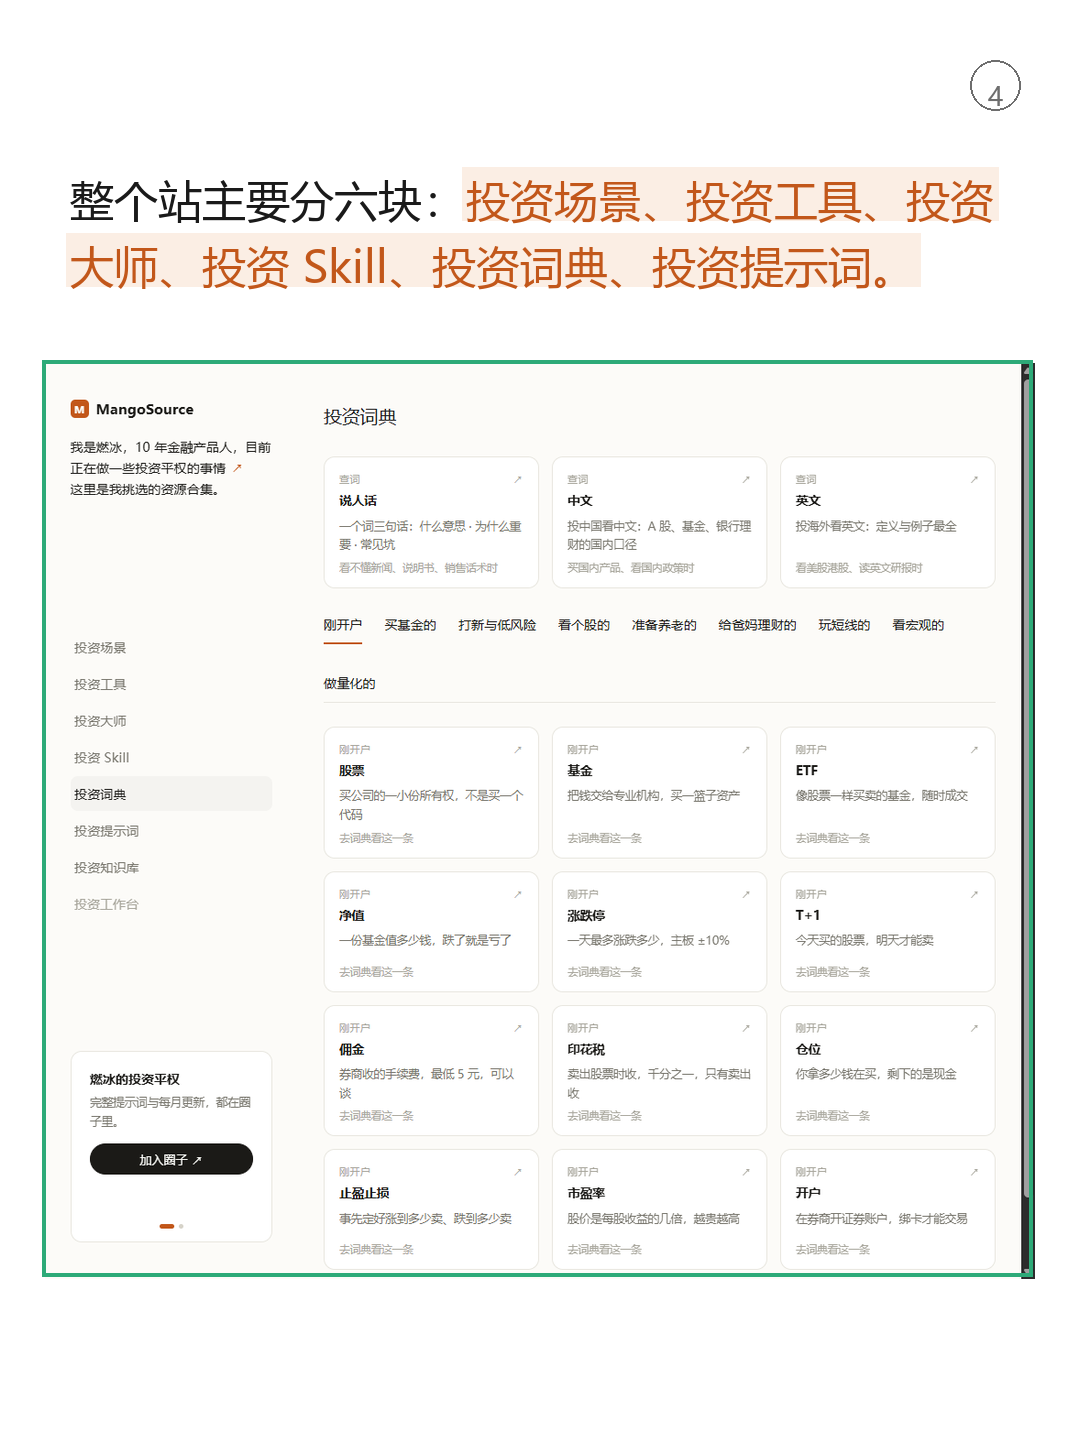 4
整个站主要分六块：投资场景、投资工具、投资
大师、投资 Skill、投资词典、投资提示词。
M MangoSource
我是燃冰，10 年金融产品人，目前
正在做一些投资平权的事情 ↗
这里是我挑选的资源合集。
投资场景
投资工具
投资大师
投资 Skill
投资词典
投资提示词
投资知识库
投资工作台
燃冰的投资平权
完整提示词与每月更新，都在圈
子里。
加入圈子 ↗
投资词典
查词 ↗
说人话
一个词三句话：什么意思 · 为什么重
要 · 常见坑
看不懂新闻、说明书、销售话术时
查词 ↗
中文
投中国看中文：A 股、基金、银行理
财的国内口径
买国内产品、看国内政策时
查词 ↗
英文
投海外看英文：定义与例子最全
看美股港股、读英文研报时
刚开户 买基金的 打新与低风险 看个股的 准备养老的 给爸妈理财的 玩短线的 看宏观的
做量化的
刚开户 ↗
股票
买公司的一小份所有权，不是买一个
代码
去词典看这一条
刚开户 ↗
基金
把钱交给专业机构，买一篮子资产
去词典看这一条
刚开户 ↗
ETF
像股票一样买卖的基金，随时成交
去词典看这一条
刚开户 ↗
净值
一份基金值多少钱，跌了就是亏了
去词典看这一条
刚开户 ↗
涨跌停
一天最多涨跌多少，主板 ±10%
去词典看这一条
刚开户 ↗
T+1
今天买的股票，明天才能卖
去词典看这一条
刚开户 ↗
佣金
券商收的手续费，最低 5 元，可以
谈
去词典看这一条
刚开户 ↗
印花税
卖出股票时收，千分之一，只有卖出
收
去词典看这一条
刚开户 ↗
仓位
你拿多少钱在买，剩下的是现金
去词典看这一条
刚开户 ↗
止盈止损
事先定好涨到多少卖、跌到多少卖
去词典看这一条
刚开户 ↗
市盈率
股价是每股收益的几倍，越贵越高
去词典看这一条
刚开户 ↗
开户
在券商开证券账户，绑卡才能交易
去词典看这一条